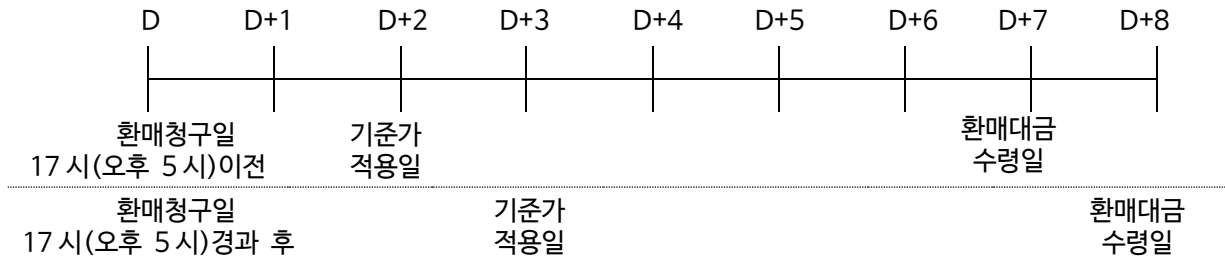 D D+1 D+2 D+3 D+4 D+5 D+6 D+7 D+8
환매청구일 기준가 환매대금
17 시(오후 5 시)이전 적용일 수령일
환매청구일 기준가 환매대금
17 시(오후 5 시)경과 후 적용일 수령일